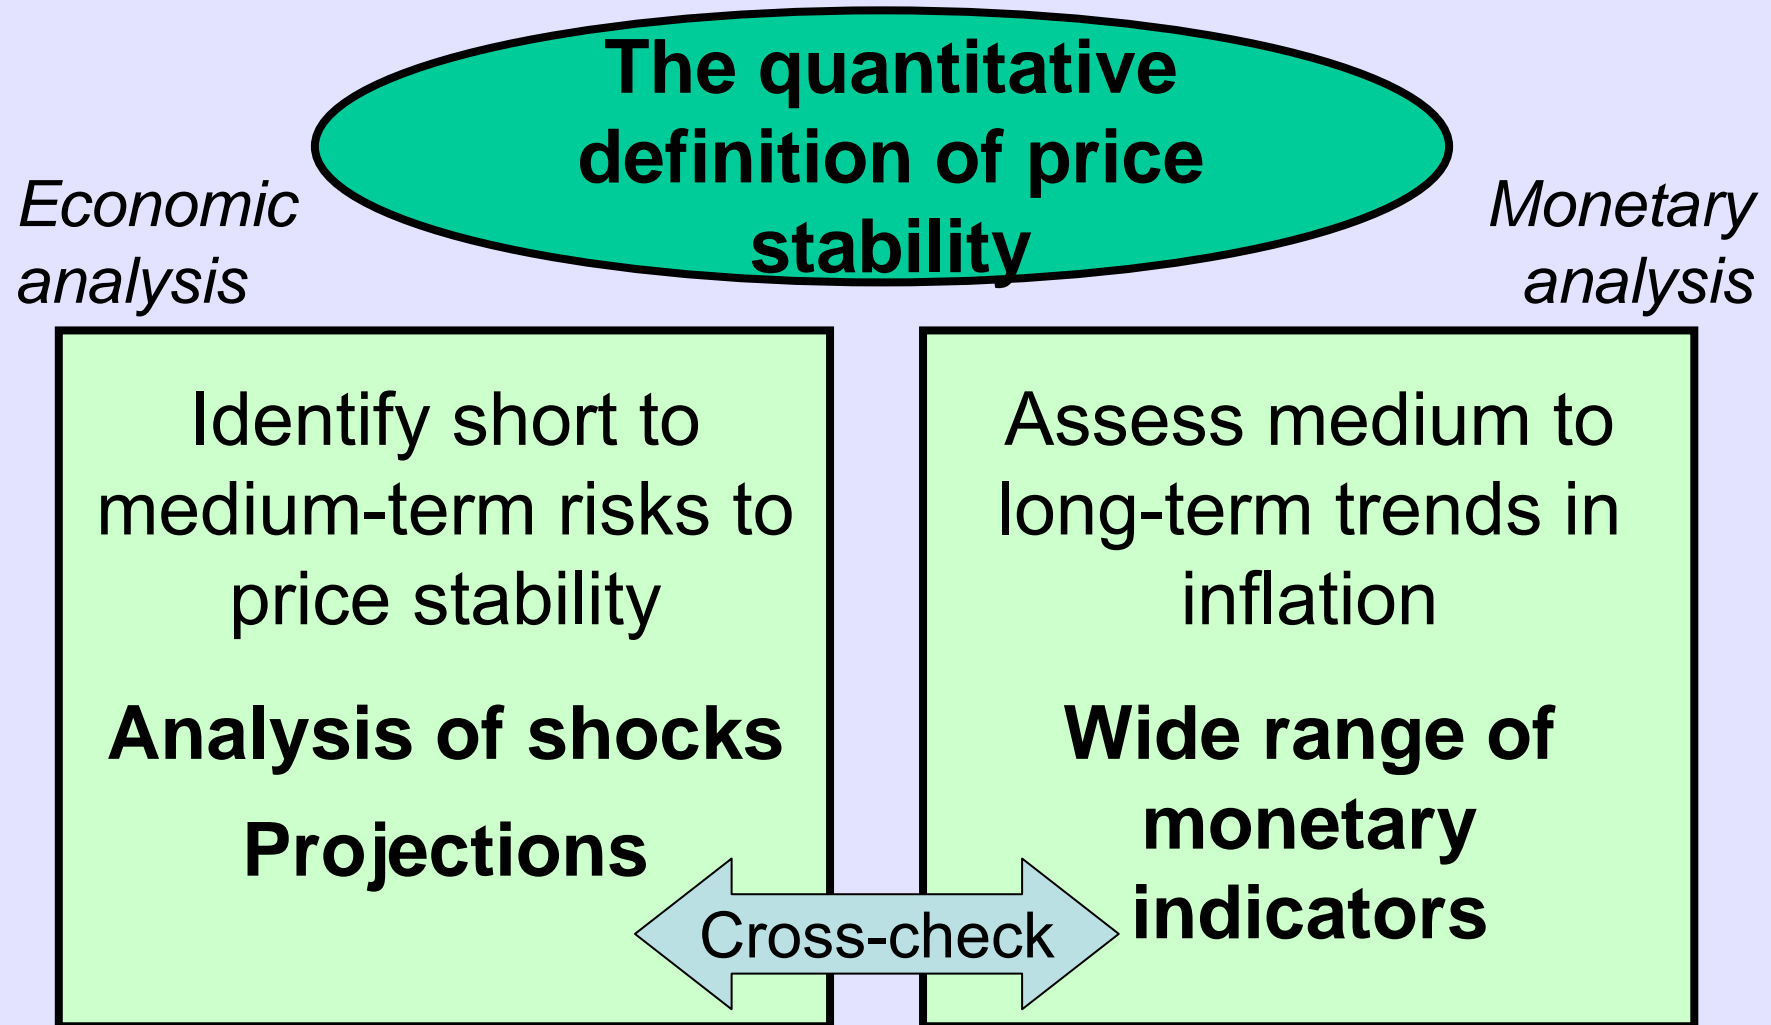 The quantitative
definition of price
stability
Economic
analysis
Monetary
analysis
Identify short to
medium-term risks to
price stability
Analysis of shocks
Projections
Assess medium to
long-term trends in
inflation
Wide range of
monetary
indicators
Cross-check